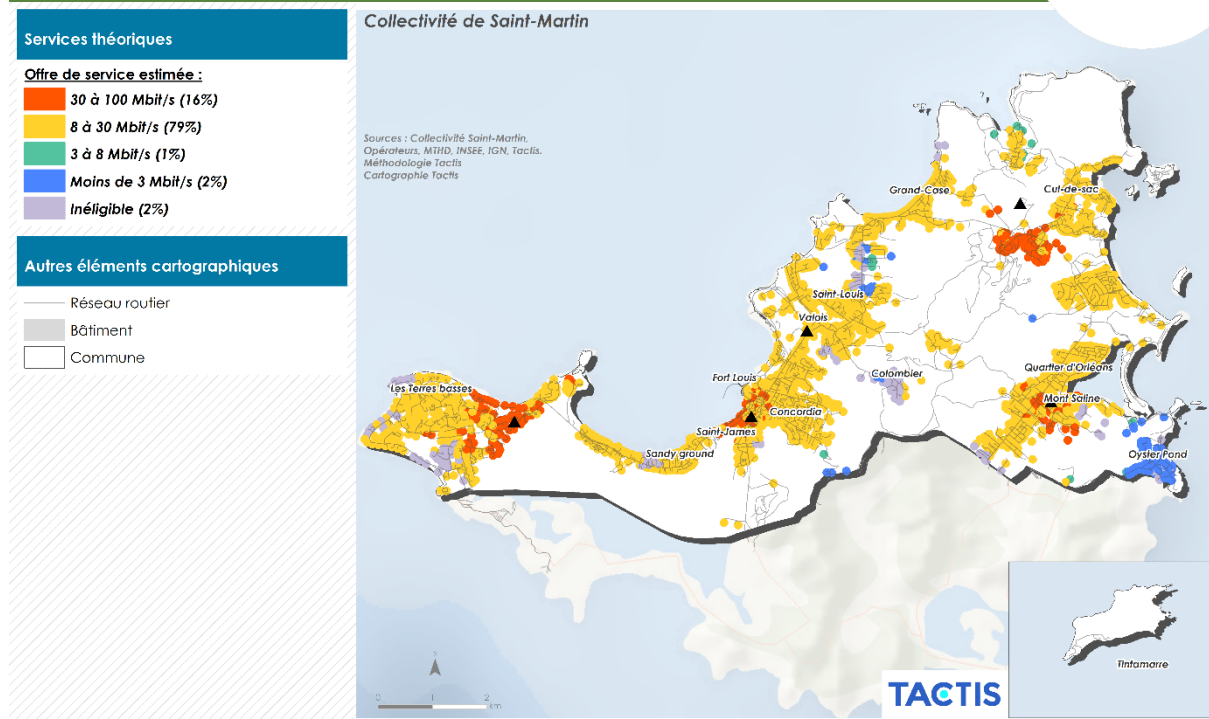 Collectivité de Saint-Martin
Services théoriques
Offre de service estimée :
30 à 100 Mbit/s (16%)
8 à 30 Mbit/s (79%)
3 à 8 Mbit/s (1%)
Moins de 3 Mbit/s (2%)
Inéligible (2%)
Autres éléments cartographiques
Réseau routier
Bâtiment
Commune
Sources : Collectivité Saint-Martin,
Opérateurs, MTHD, INSEE, IGN, Tactis.
Méthodologie Tactis
Cartographie Tactis
Grand-Case
Cul-de-sac
Saint-Louis
Valois
Quartier d'Orléans
Fort Louis
Colombier
Les Terres basses
Mont Saline
Concordia
Saint-James
Sandy ground
Oyster Pond
Tintamarre
TACTIS
0 1 2
km